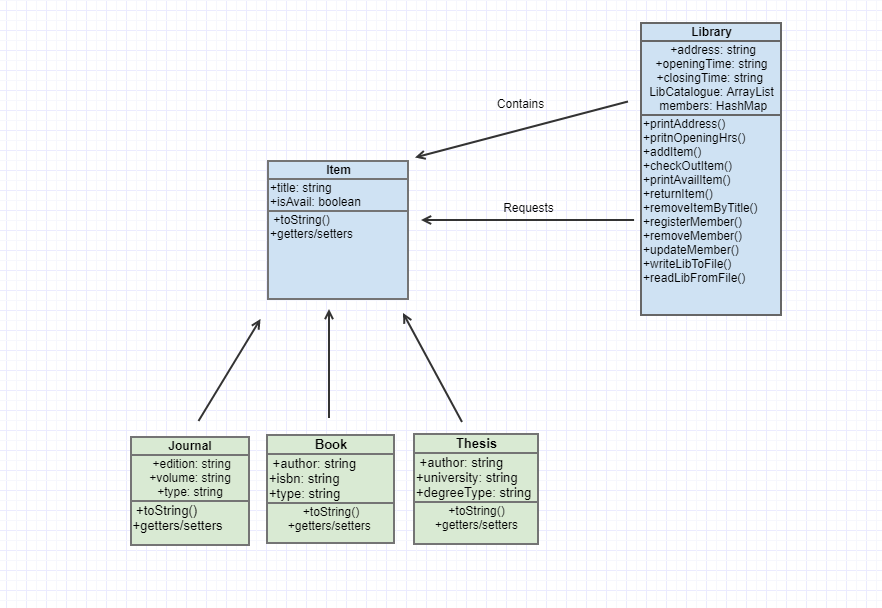 Library
+address: string
+openingTime: string
+closingTime: string
LibCatalogue: ArrayList
members: HashMap
+printAddress()
+pritnOpeningHrs()
+addItem()
+checkOutItem()
+printAvailItem()
+returnItem()
+removeItemByTitle()
+registerMember()
+removeMember()
+updateMember()
+writeLibToFile()
+readLibFromFile()
Contains
Requests
Item
+title: string
+isAvail: boolean
+toString()
+getters/setters
Journal
+edition: string
+volume: string
+type: string
+toString()
+getters/setters
Book
+author: string
+isbn: string
+type: string
+toString()
+getters/setters
Thesis
+author: string
+university: string
+degreeType: string
+toString()
+getters/setters